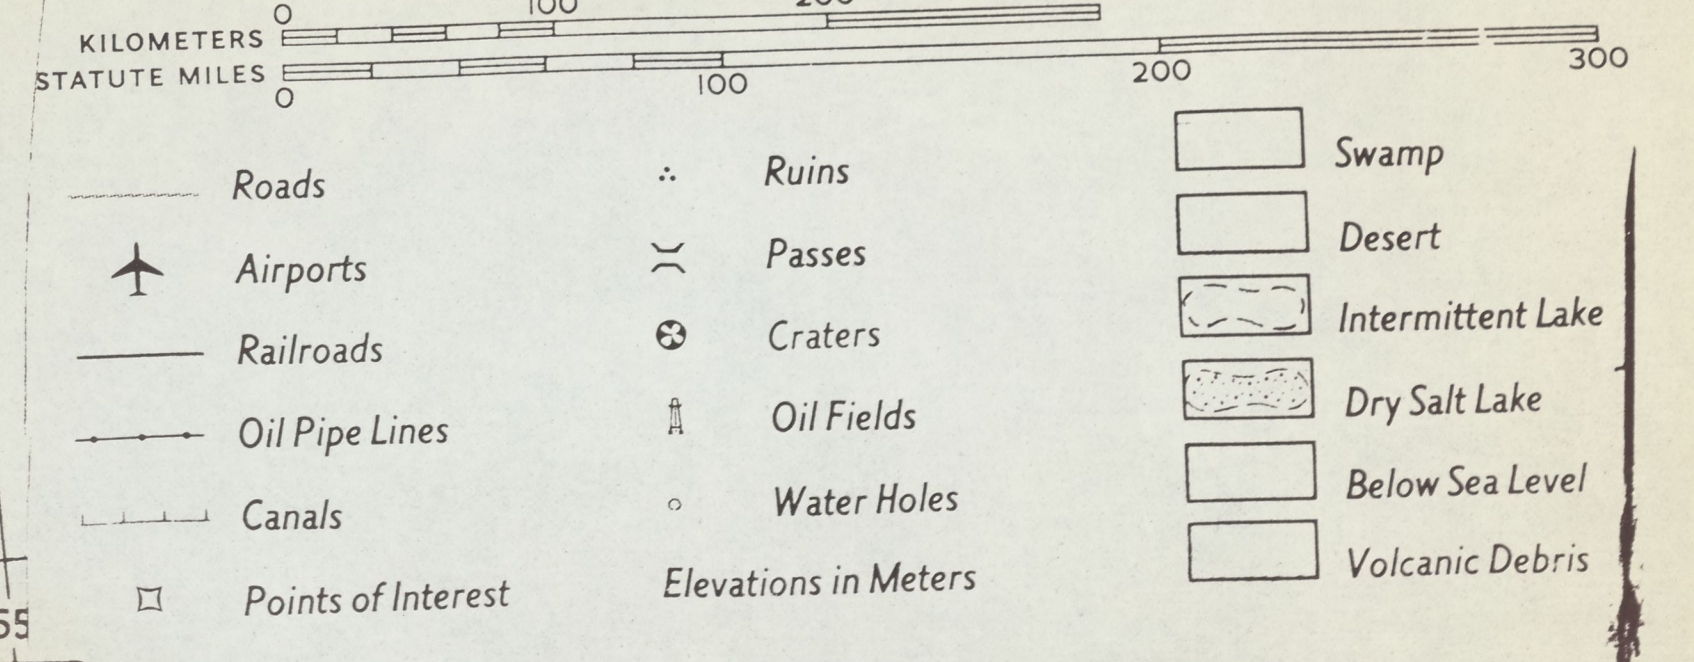 0 100 200
KILOMETERS
STATUTE MILES
0 100 200 300
Roads
Airports
Railroads
Oil Pipe Lines
Canals
Points of Interest
Ruins
Passes
Craters
Oil Fields
Water Holes
Elevations in Meters
Swamp
Desert
Intermittent Lake
Dry Salt Lake
Below Sea Level
Volcanic Debris
55